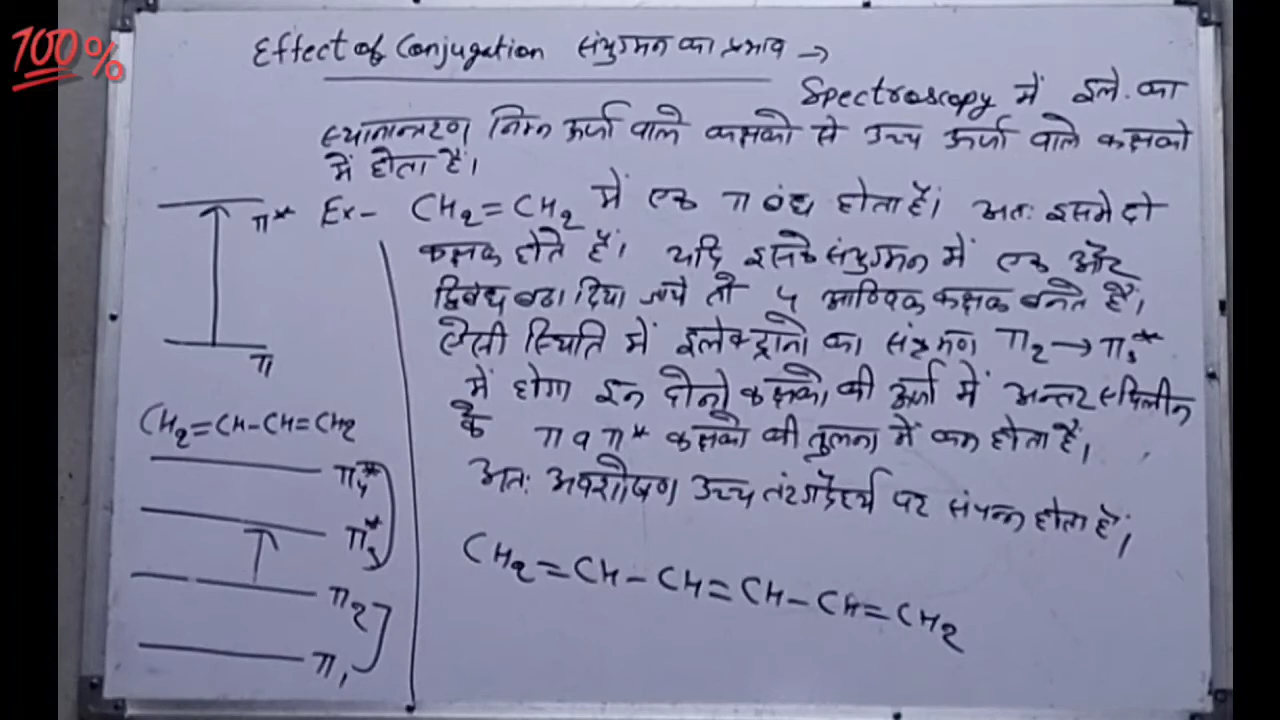 100%
Effect of Conjugation संयुग्मन का प्रभाव →
Spectroscopy में इले. का
स्थानान्तरण निम्न ऊर्जा वाले कक्षको से उच्च ऊर्जा वाले कक्षको
में होता है।
Ex- CH₂=CH₂ में एक π बंध होता है। अतः इसमे दो
कक्षक होते हैं। यदि इसके संयुग्मन में एक और
द्विबंध बढा दिया जाये तो 4 आण्विक कक्षक बनते हैं।
ऐसी स्थिति में इलेक्ट्रानो का संक्रमण π₂→π₃*
में होगा इन दोनो कक्षको की ऊर्जा में अन्तर एथिलीन
के π व π* कक्षको की तुलना में कम होता है।
अतः अवशोषण उच्च तंरगदैर्ध्य पर संपन्न होता है।
CH₂=CH-CH=CH-CH=CH₂
π*
π
CH₂=CH-CH=CH₂
π₄*
π₃*
π₂
π₁